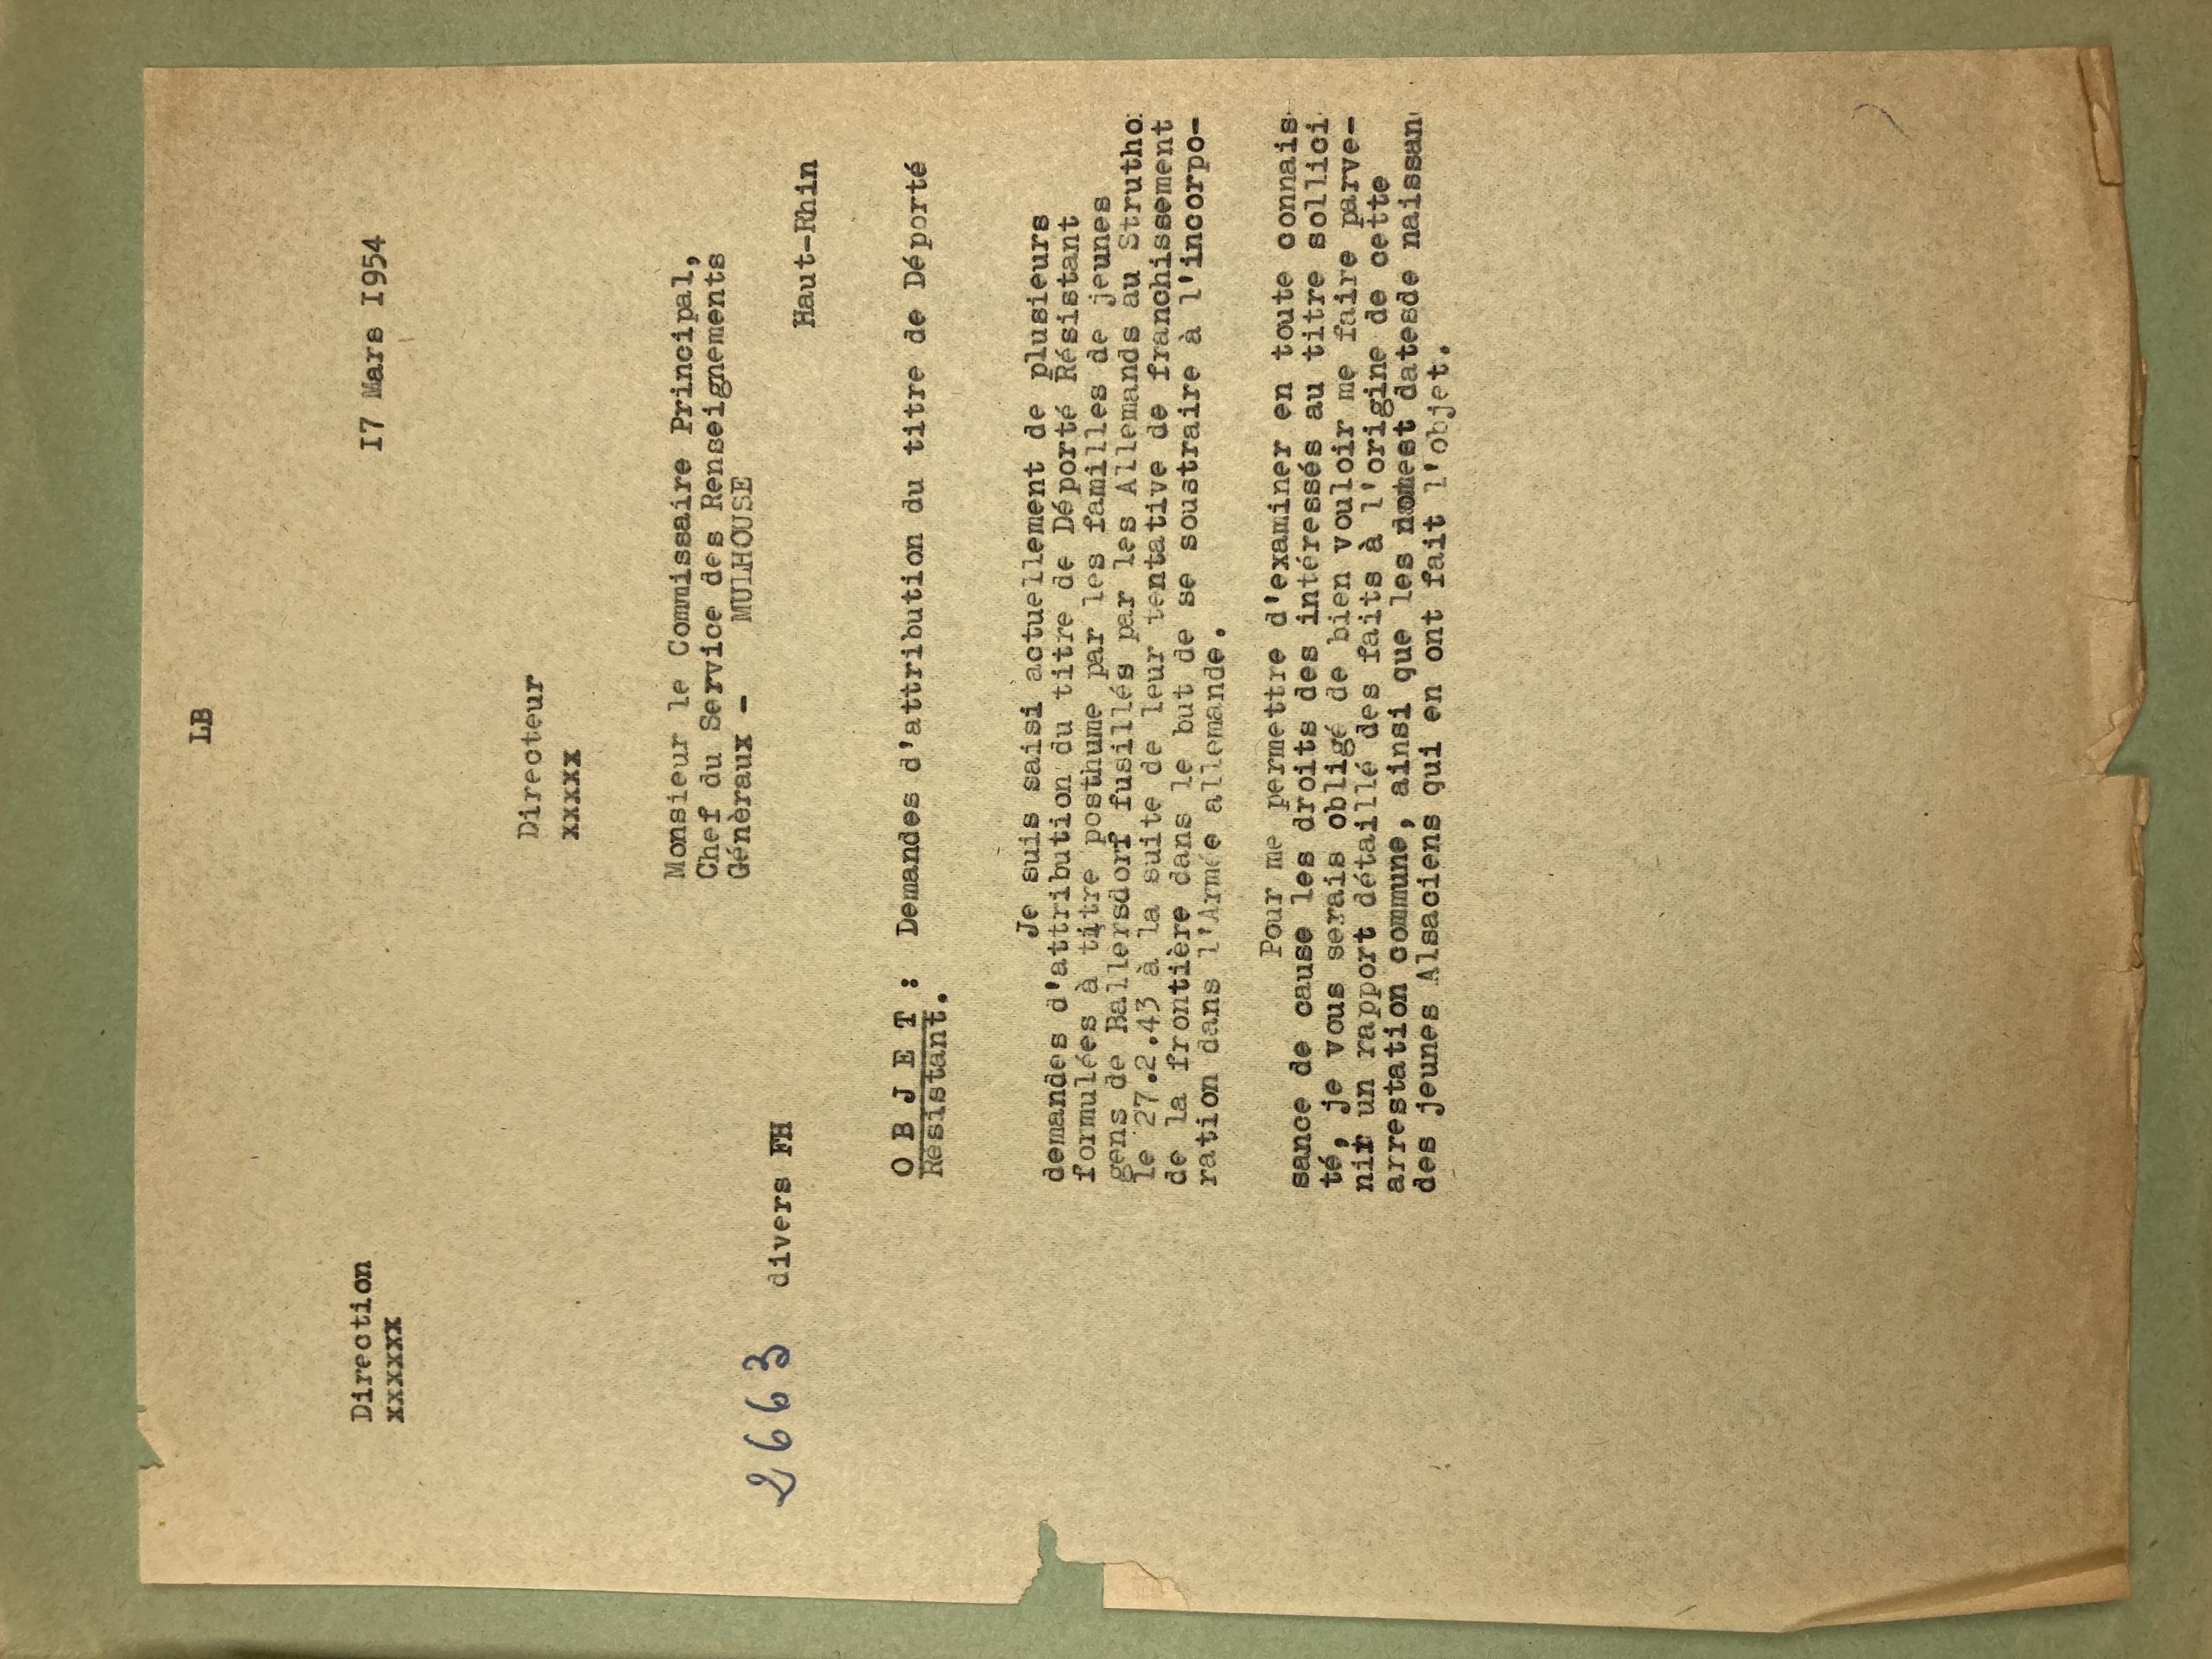 LB
Direction
xxxxxx
17 Mars 1954
Directeur
xxxxx
Monsieur le Commissaire Principal,
Chef du Service des Renseignements
Généraux - MULHOUSE
2663 divers FH
Haut-Rhin
O B J E T : Demandes d'attribution du titre de Déporté
Résistant.
Je suis saisi actuellement de plusieurs
demandes d'attribution du titre de Déporté Résistant
formulées à titre posthume par les familles de jeunes
gens de Ballersdorf fusillés par les Allemands au Strutho
le 27.2.43 à la suite de leur tentative de franchissement
de la frontière dans le but de se soustraire à l'incorpo-
ration dans l'Armée allemande.
Pour me permettre d'examiner en toute connais
sance de cause les droits des intéressés au titre sollici
té, je vous serais obligé de bien vouloir me faire parve-
nir un rapport détaillé des faits à l'origine de cette
arrestation commune, ainsi que les datesde naissan
des jeunes Alsaciens qui en ont fait l'objet.